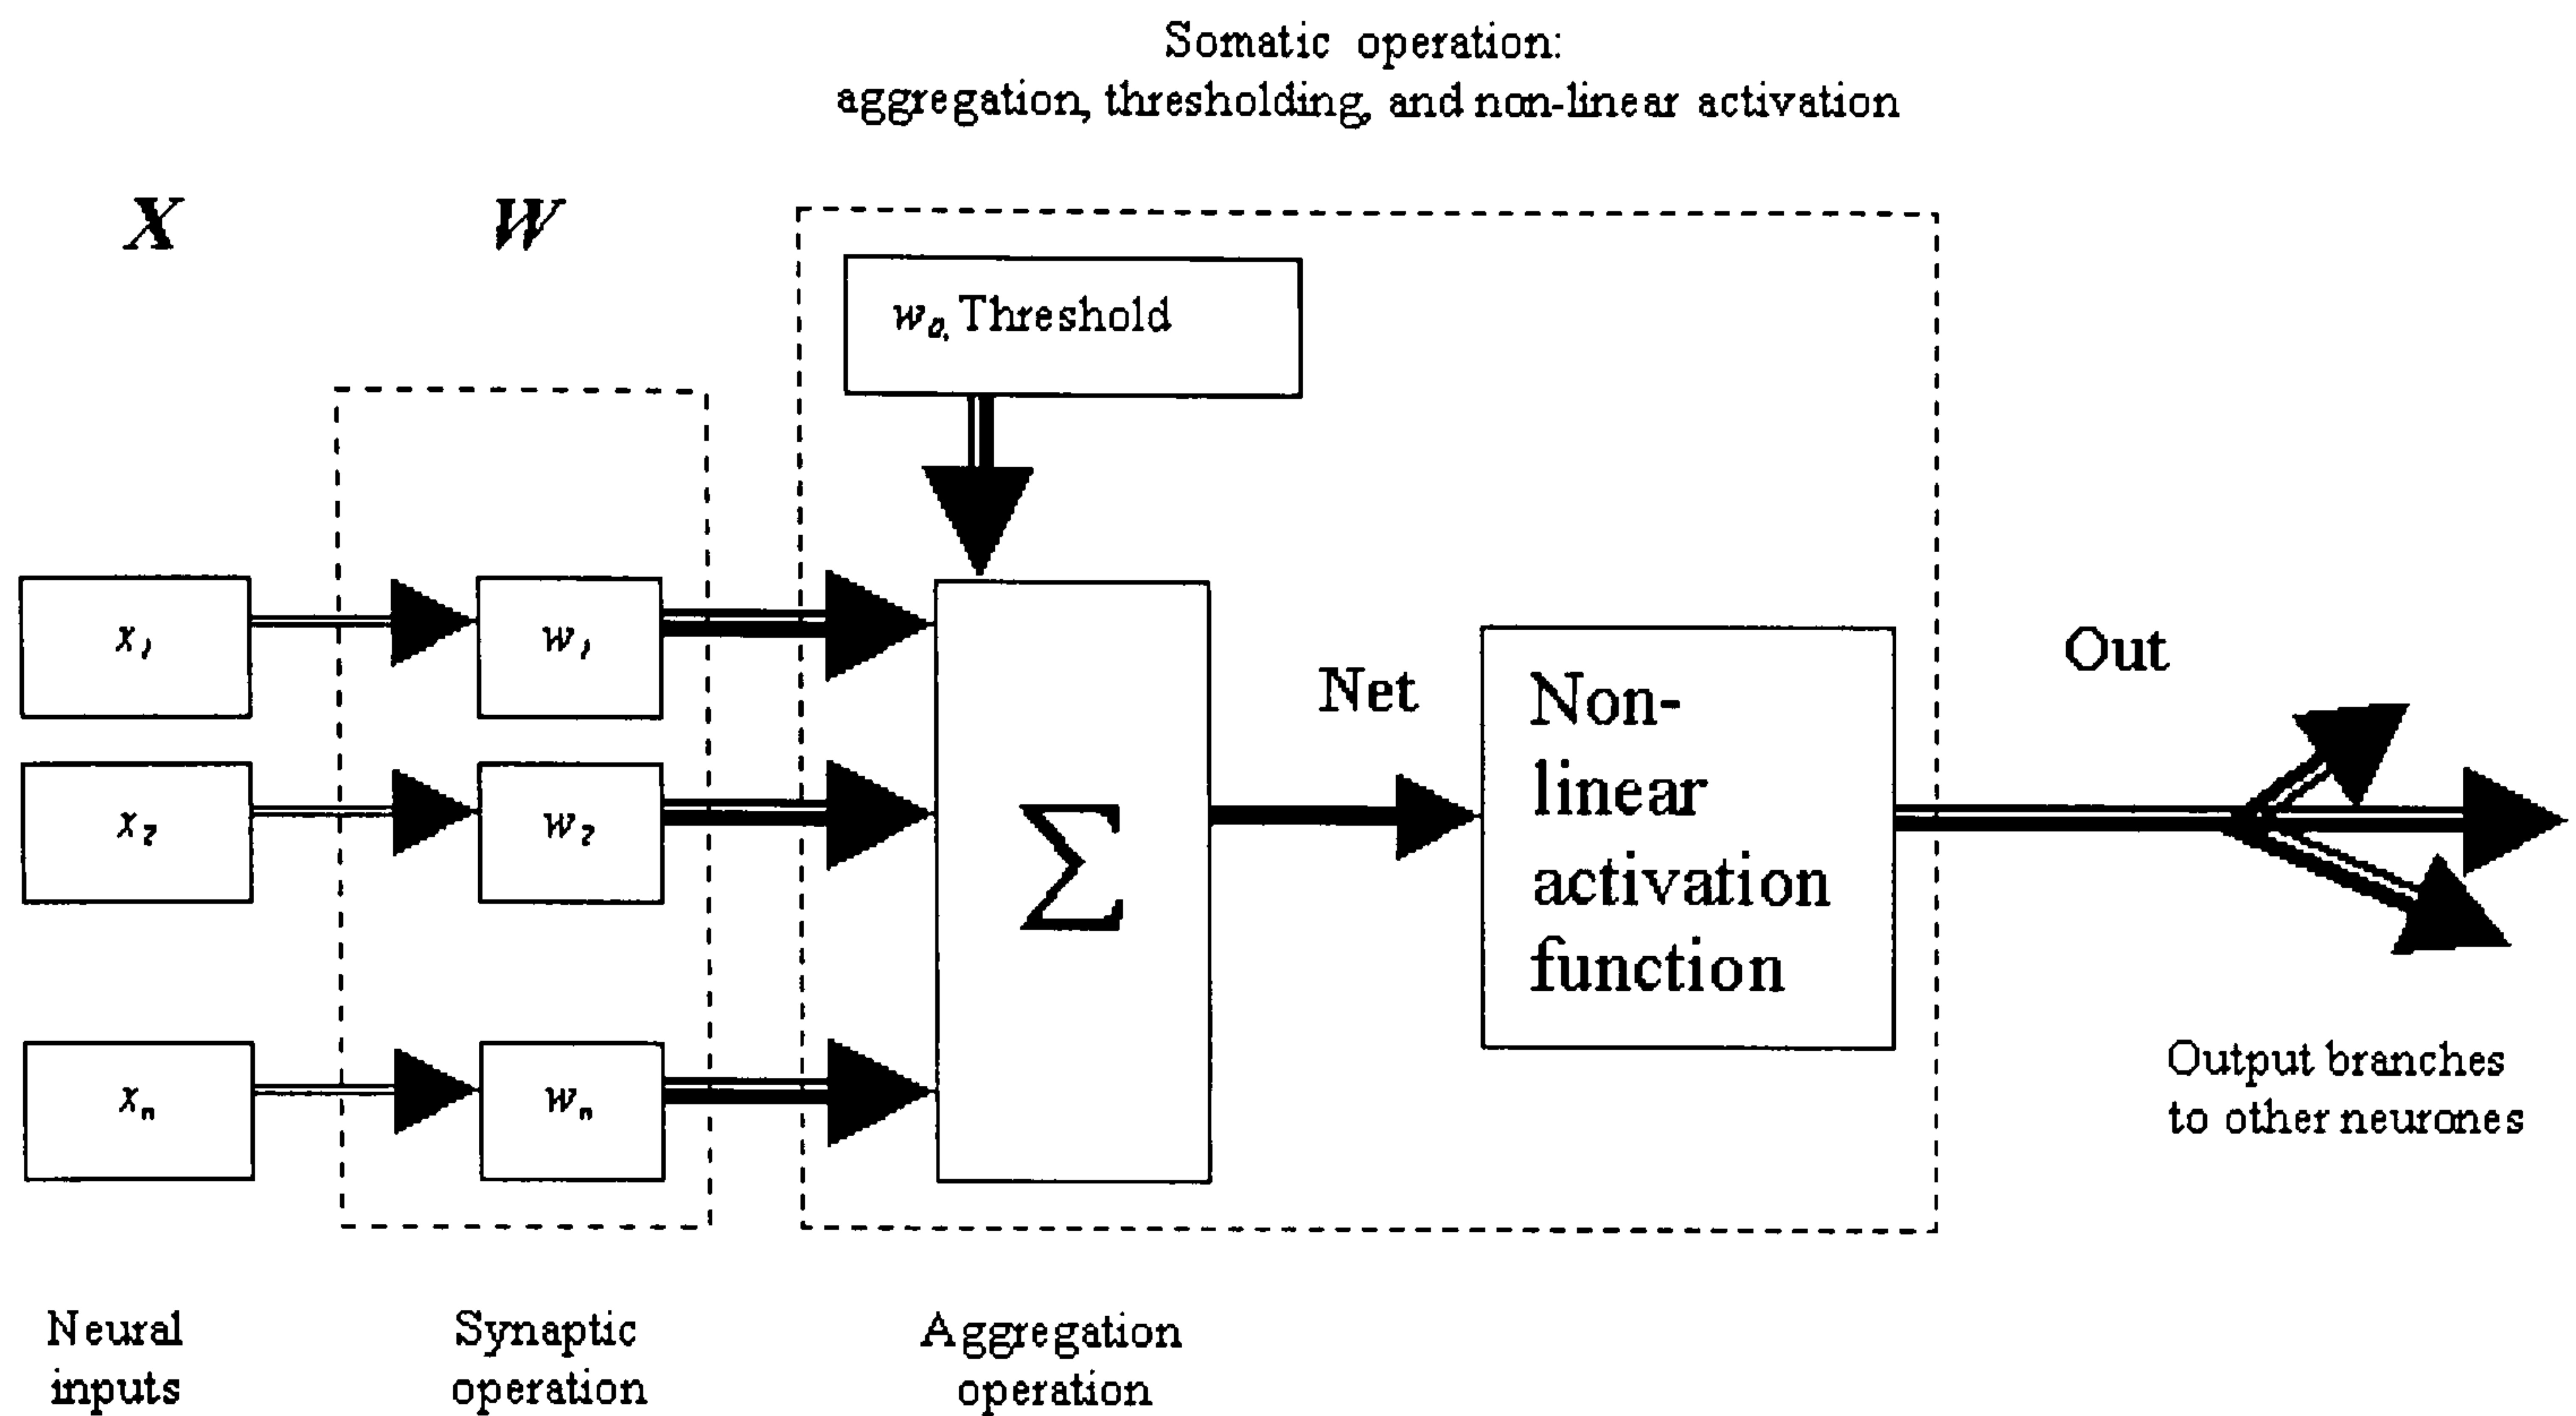 Somatic operation:
aggregation, thresholding, and non-linear activation
X
W
w0, Threshold
x1
w1
x2
w2
xn
wn
Σ
Net
Non-
linear
activation
function
Out
Output branches
to other neurones
Neural
inputs
Synaptic
operation
Aggregation
operation